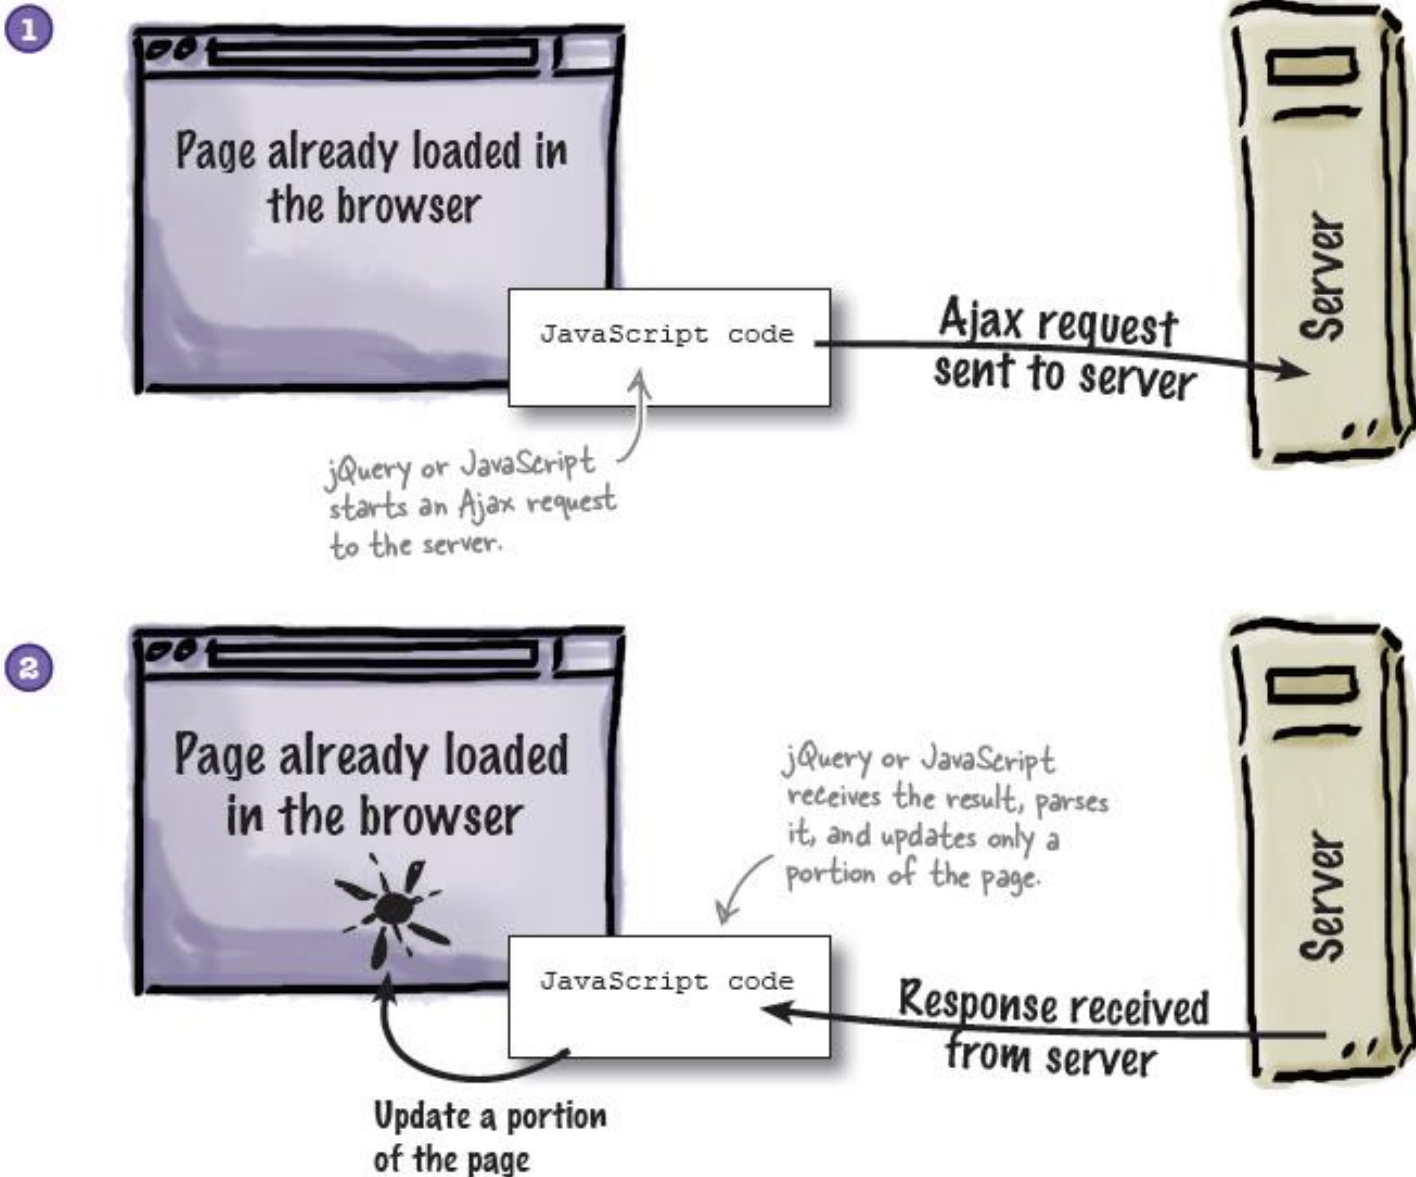 1
Page already loaded in
the browser
JavaScript code
Ajax request
sent to server
Server
jQuery or JavaScript
starts an Ajax request
to the server.
2
Page already loaded
in the browser
jQuery or JavaScript
receives the result, parses
it, and updates only a
portion of the page.
JavaScript code
Response received
from server
Server
Update a portion
of the page